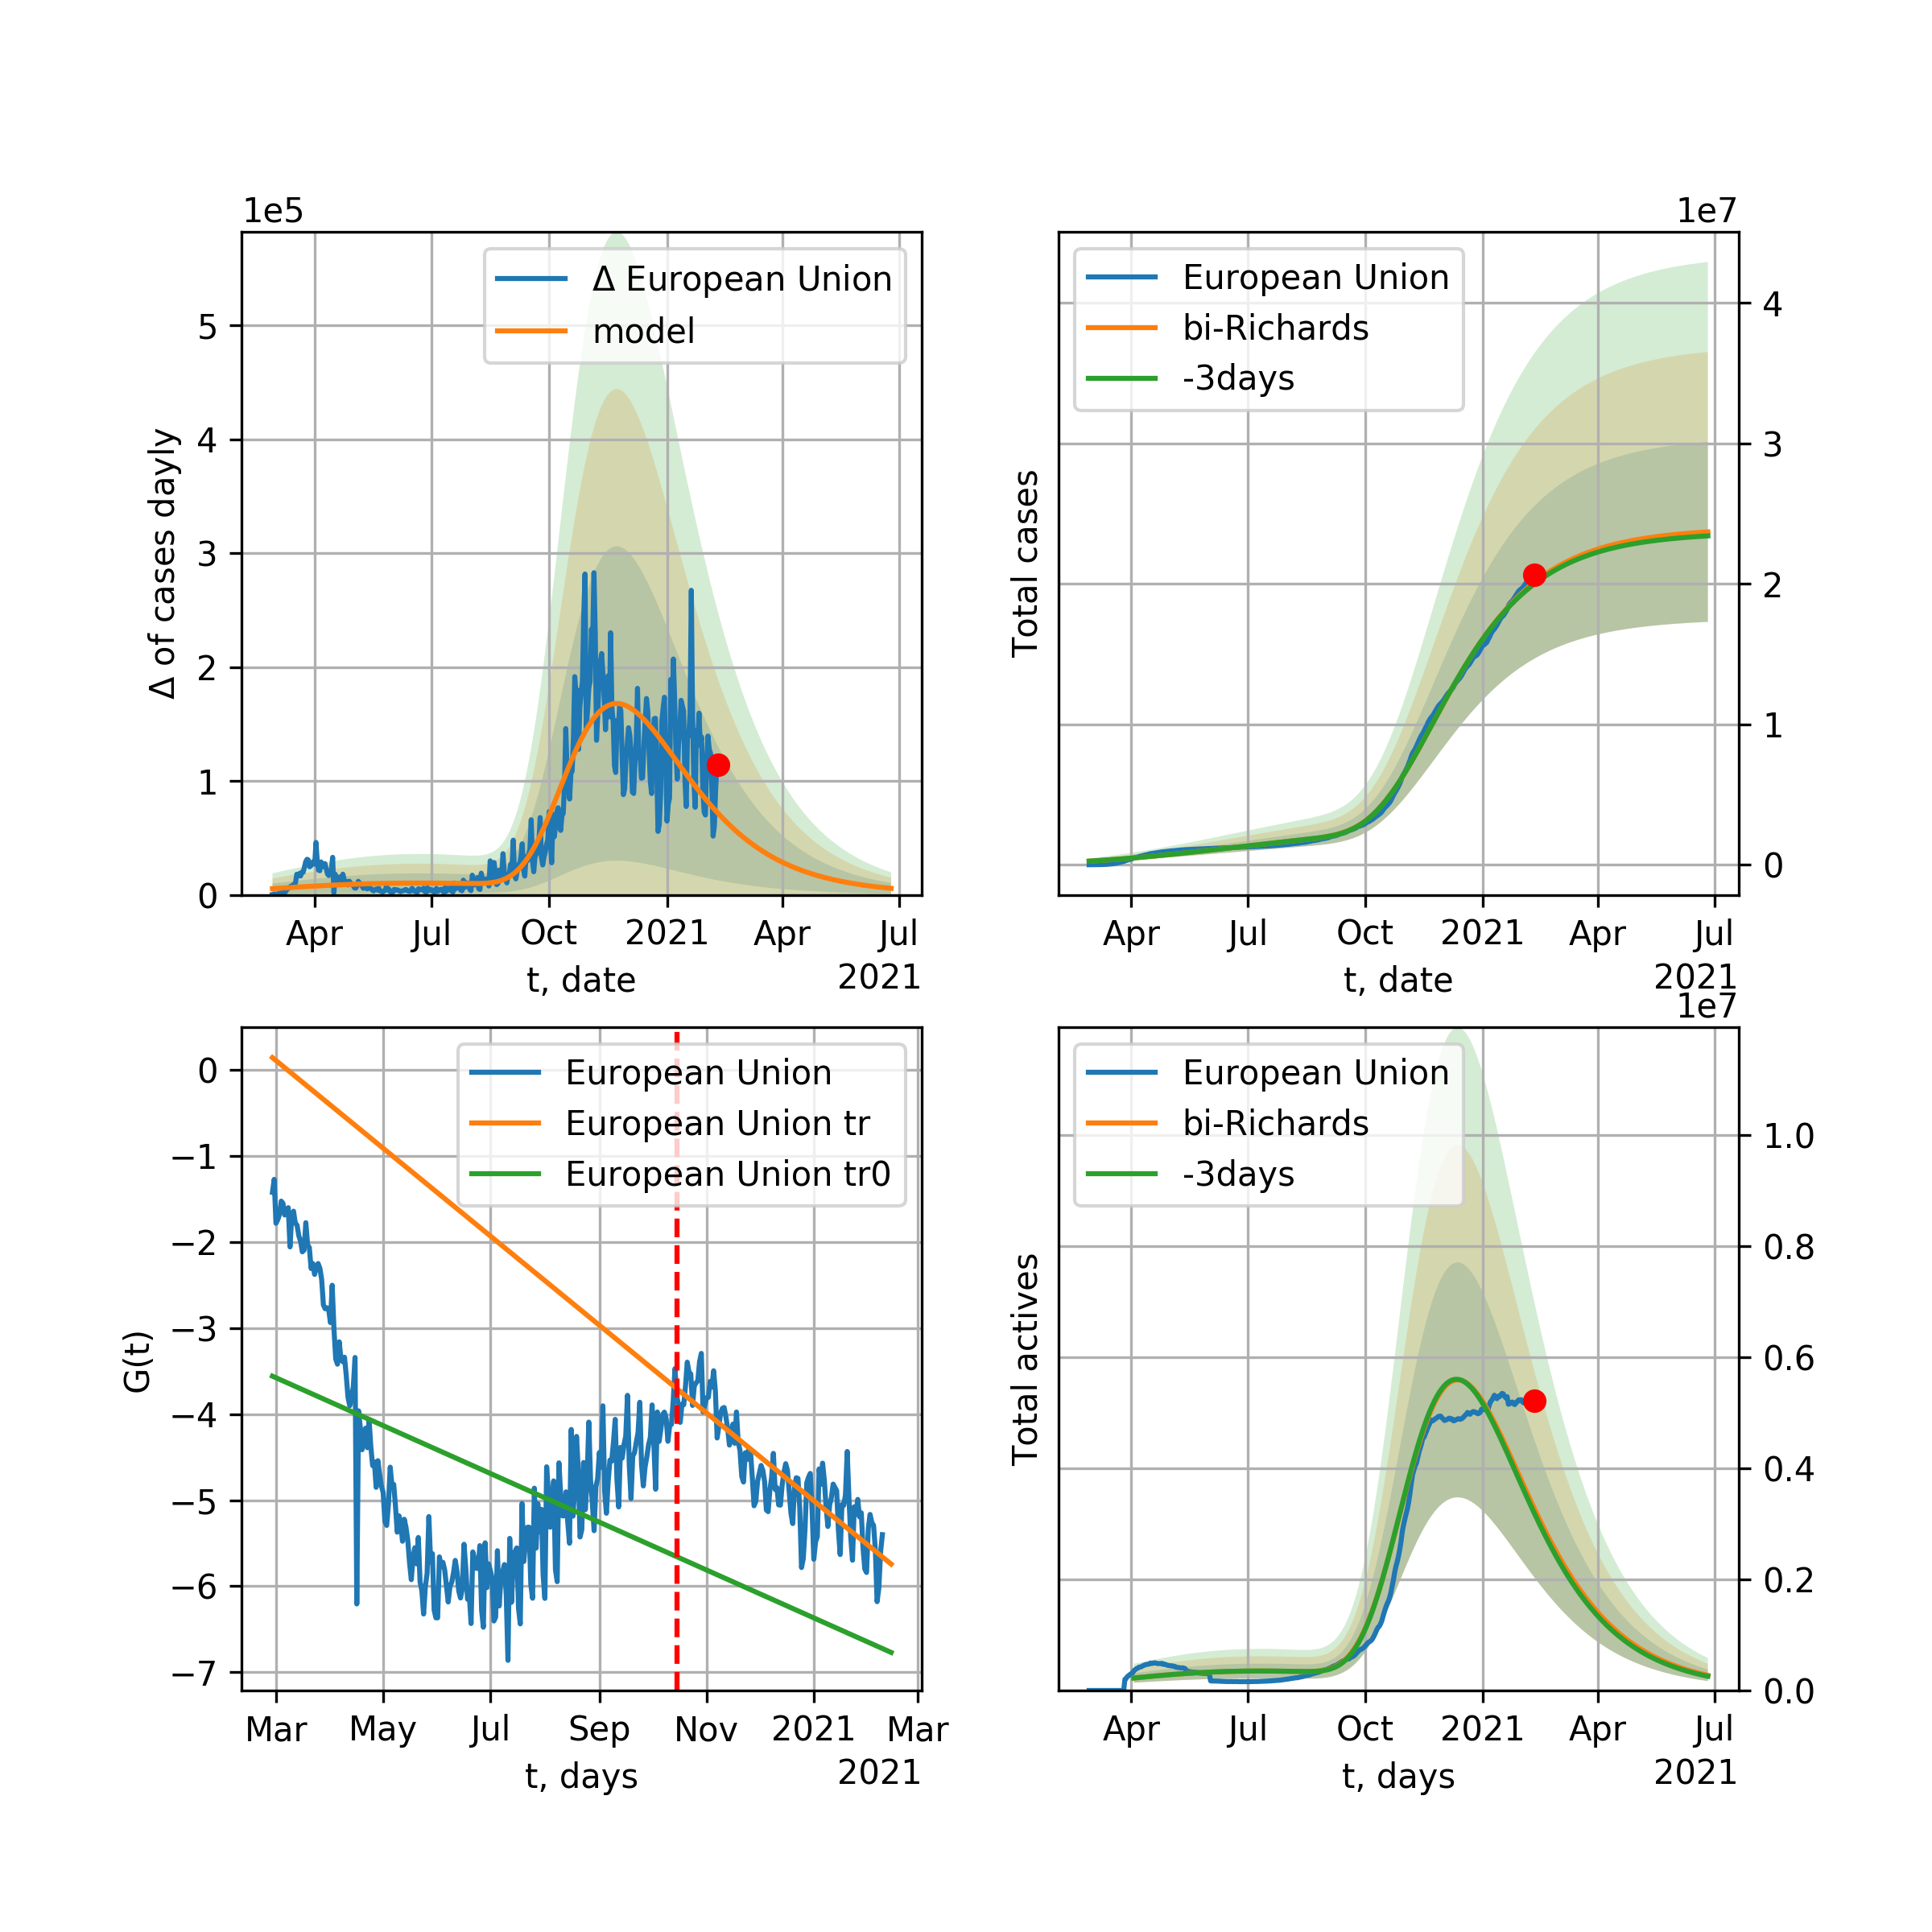 1e5
Δ European Union
model
5
4
3
2
1
0
Δ of cases dayly
Apr Jul Oct 2021 Apr Jul
t, date
2021
1e7
European Union
bi-Richards
-3days
4
3
2
1
0
Total cases
Apr Jul Oct 2021 Apr Jul
t, date
2021
European Union
European Union tr
European Union tr0
0
−1
−2
−3
−4
−5
−6
−7
G(t)
Mar May Jul Sep Nov 2021 Mar
t, days
2021
1e7
European Union
bi-Richards
-3days
1.0
0.8
0.6
0.4
0.2
0.0
Total actives
Apr Jul Oct 2021 Apr Jul
t, days
2021